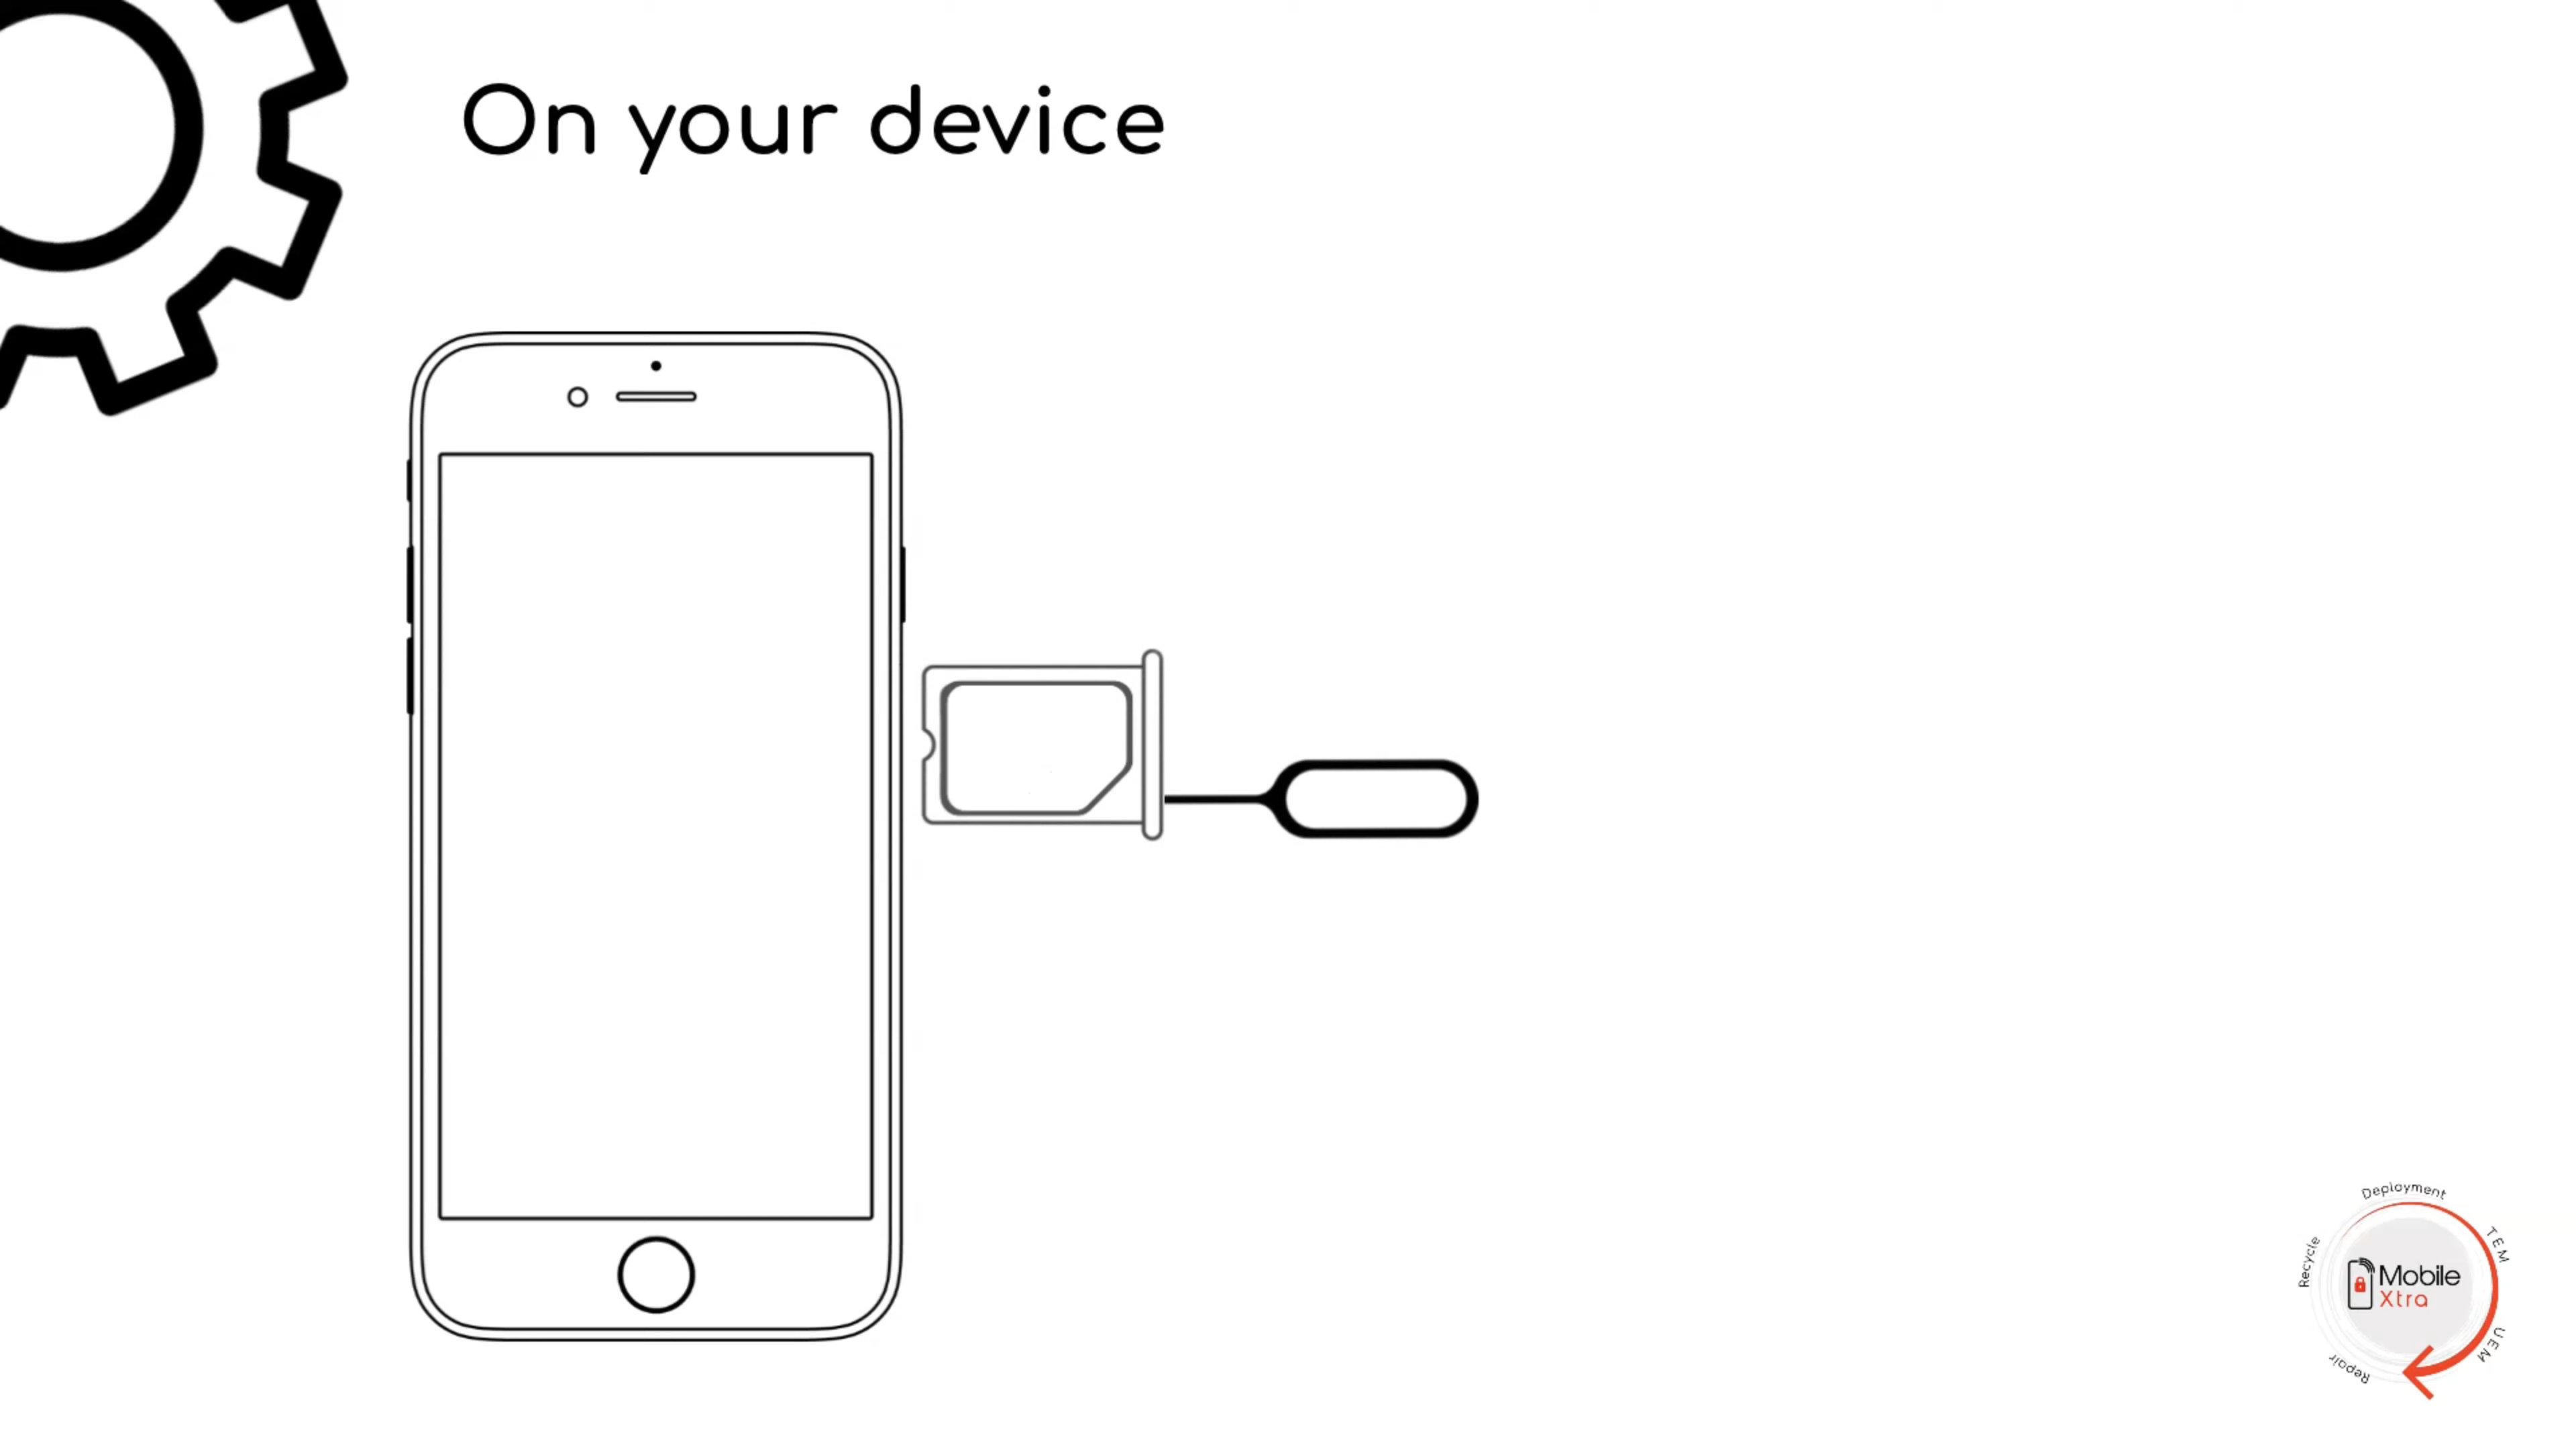 On your device
Deployment
TEM
UEM
Repair
Recycle
Mobile
Xtra